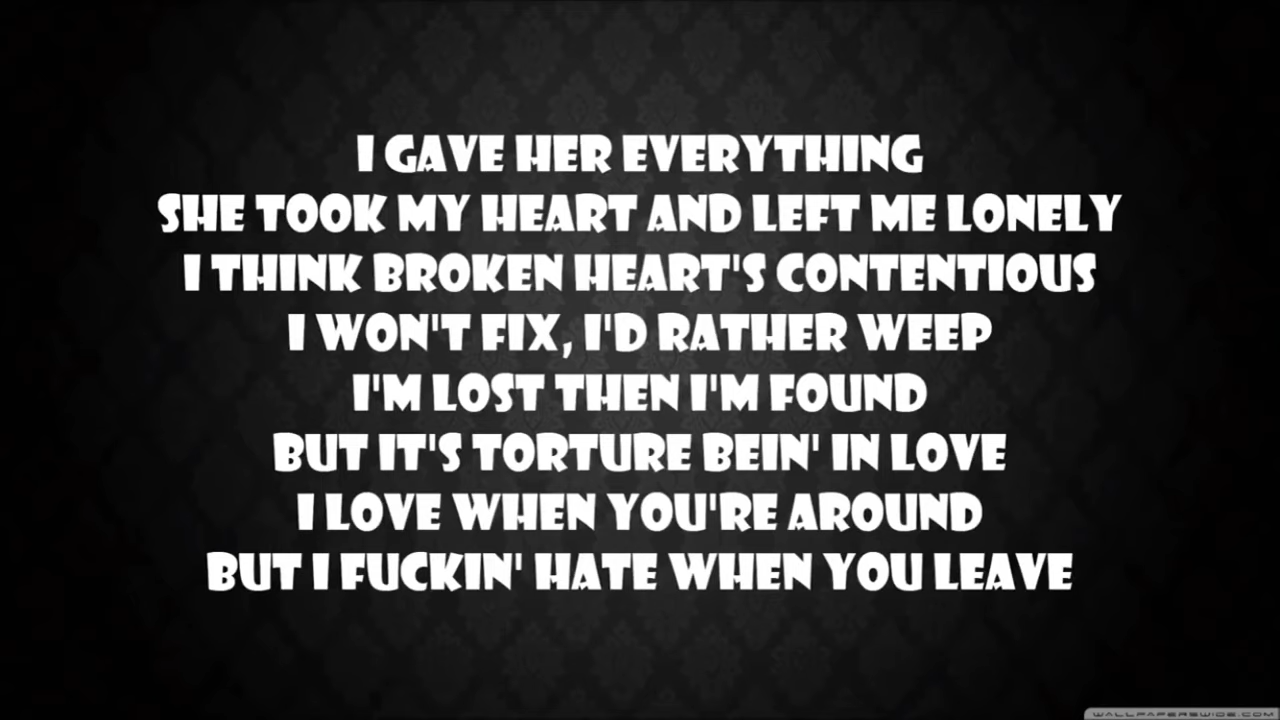 I GAVE HER EVERYTHING
SHE TOOK MY HEART AND LEFT ME LONELY
I THINK BROKEN HEART'S CONTENTIOUS
I WON'T FIX, I'D RATHER WEEP
I'M LOST THEN I'M FOUND
BUT IT'S TORTURE BEIN' IN LOVE
I LOVE WHEN YOU'RE AROUND
BUT I FUCKIN' HATE WHEN YOU LEAVE
WALLPAPERSWIDE.COM